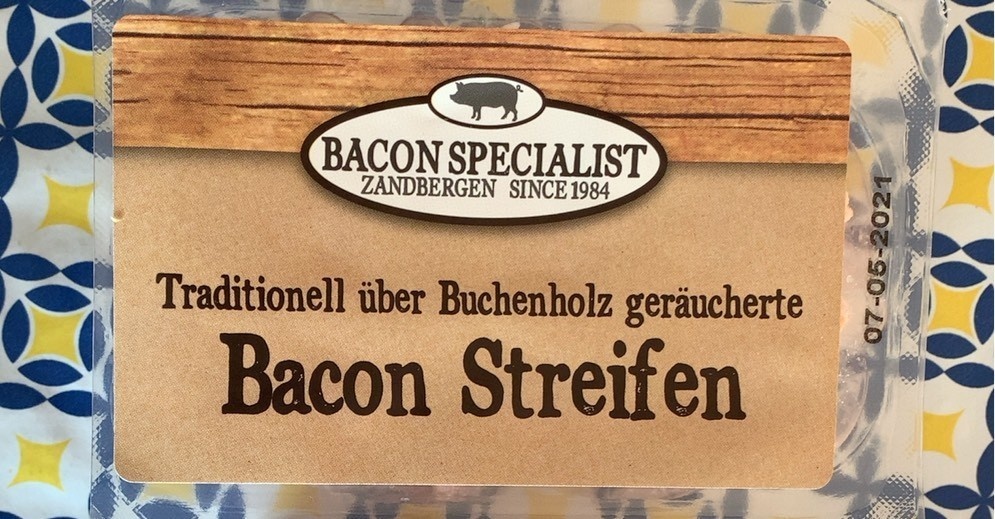 BACON SPECIALIST
ZANDBERGEN SINCE 1984
Traditionell über Buchenholz geräucherte
Bacon Streifen
07-05-2021